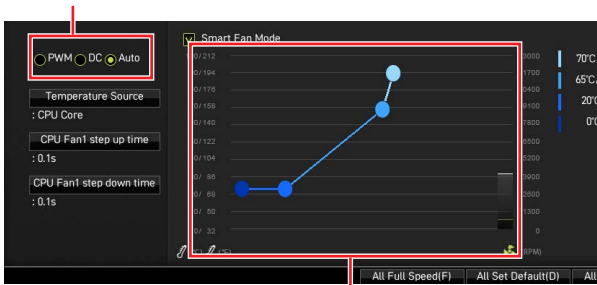 Smart Fan Mode
PWM DC Auto
Temperature Source
: CPU Core
CPU Fan1 step up time
: 0.1s
CPU Fan1 step down time
: 0.1s
0/212
0/194
0/176
0/158
0/140
0/122
0/104
0/ 86
0/ 68
0/ 50
0/ 32
(°F)
3000
1700
0400
9100
7800
6500
5200
3900
2600
1300
0
(RPM)
70°C
65°C
20°C
0°C
All Full Speed(F)
All Set Default(D)
All